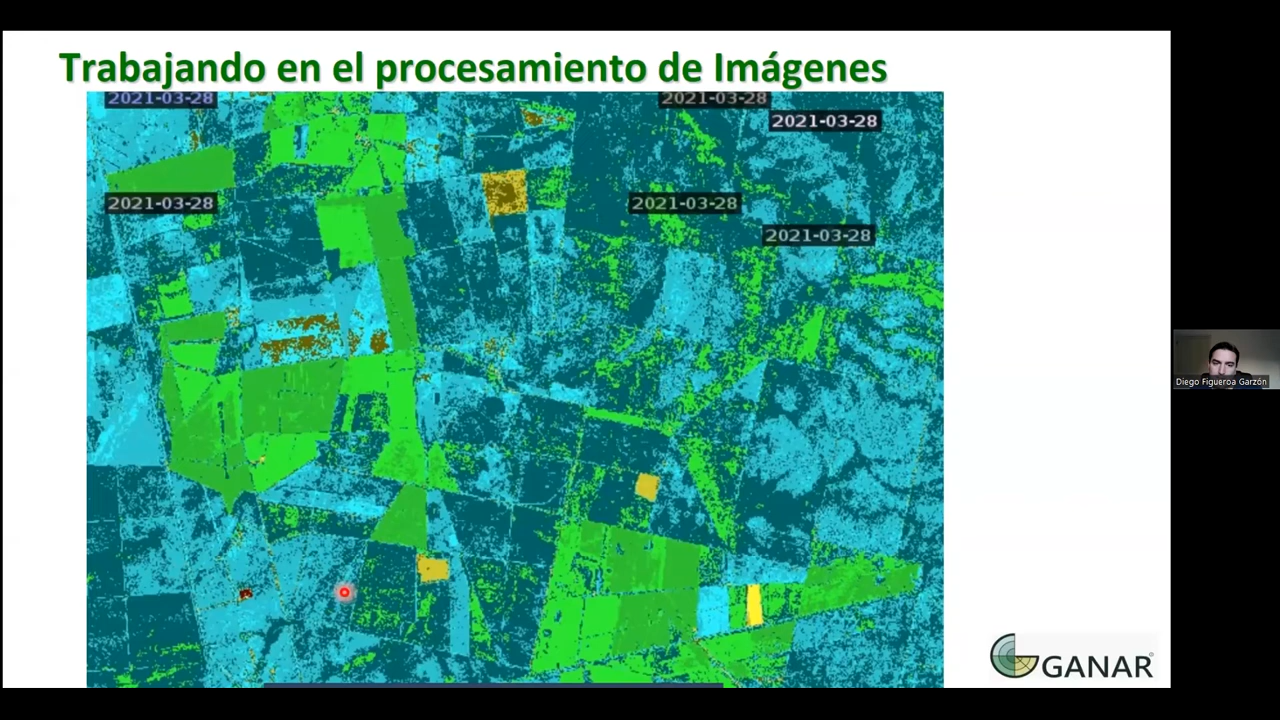 Trabajando en el procesamiento de Imágenes
2021-03-28
2021-03-28
2021-03-28
2021-03-28
2021-03-28
2021-03-28
Diego Figueroa Garzón
GANAR